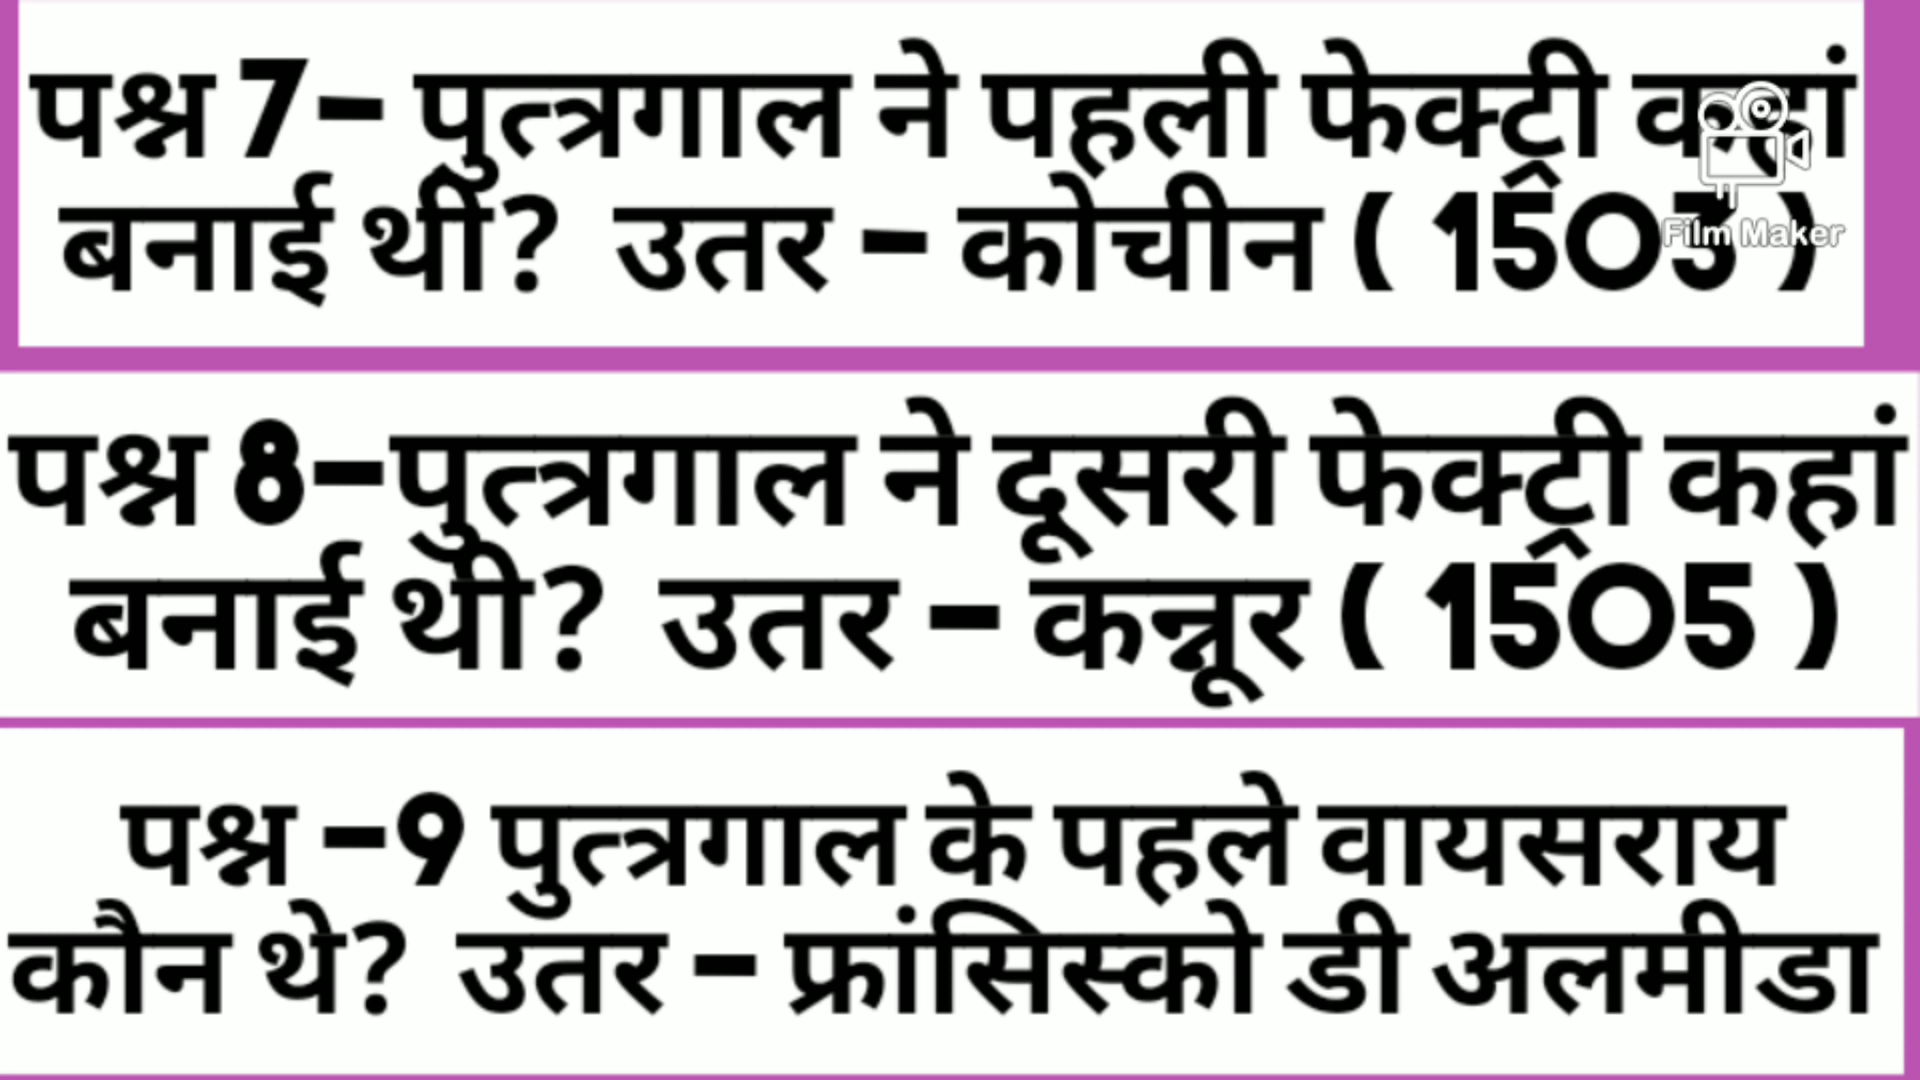 पश्न 7- पुत्त्रगाल ने पहली फेक्ट्री कहां
बनाई थी? उतर - कोचीन ( 1503 )
Film Maker
पश्न 8-पुत्त्रगाल ने दूसरी फेक्ट्री कहां
बनाई थी? उतर - कन्नूर ( 1505 )
पश्न -9 पुत्त्रगाल के पहले वायसराय
कौन थे? उतर - फ्रांसिस्को डी अलमीडा